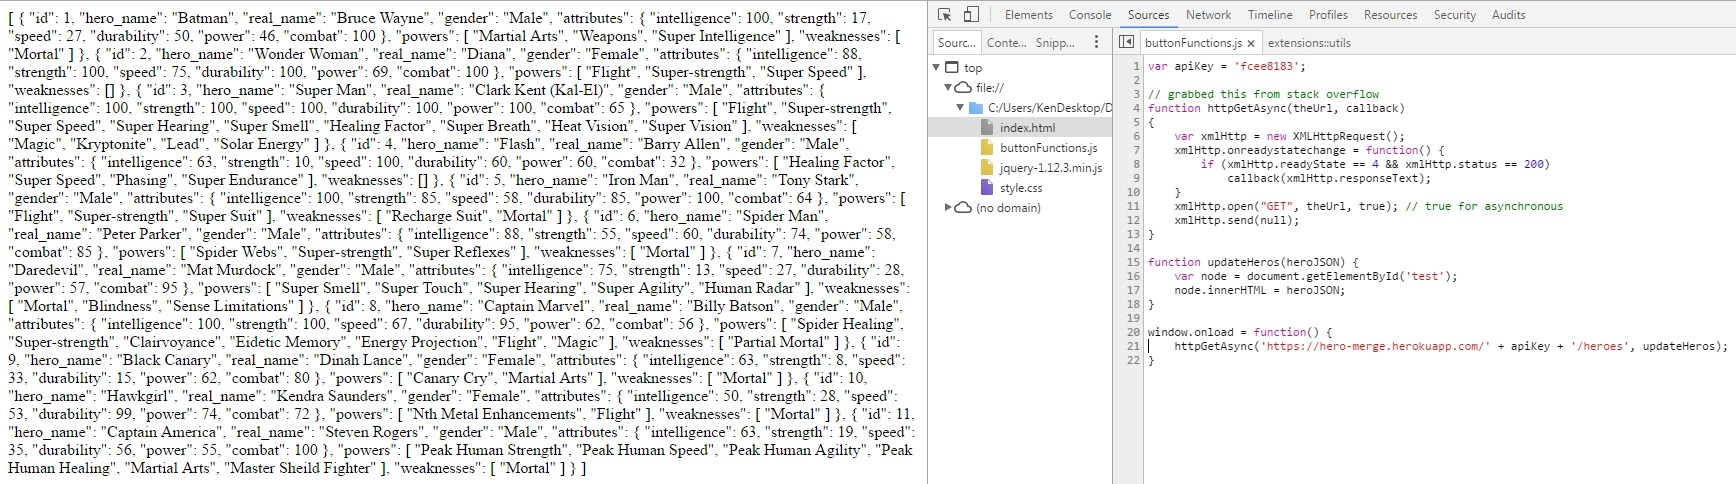 [ { "id": 1, "hero_name": "Batman", "real_name": "Bruce Wayne", "gender": "Male", "attributes": { "intelligence": 100, "strength": 17,
"speed": 27, "durability": 50, "power": 46, "combat": 100 }, "powers": [ "Martial Arts", "Weapons", "Super Intelligence" ], "weaknesses": [
"Mortal" ] }, { "id": 2, "hero_name": "Wonder Woman", "real_name": "Diana", "gender": "Female", "attributes": { "intelligence": 88,
"strength": 100, "speed": 75, "durability": 100, "power": 69, "combat": 100 }, "powers": [ "Flight", "Super-strength", "Super Speed" ],
"weaknesses": [] }, { "id": 3, "hero_name": "Super Man", "real_name": "Clark Kent (Kal-El)", "gender": "Male", "attributes": {
"intelligence": 100, "strength": 100, "speed": 100, "durability": 100, "power": 100, "combat": 65 }, "powers": [ "Flight", "Super-strength",
"Super Speed", "Super Hearing", "Super Smell", "Healing Factor", "Super Breath", "Heat Vision", "Super Vision" ], "weaknesses": [
"Magic", "Kryptonite", "Lead", "Solar Energy" ] }, { "id": 4, "hero_name": "Flash", "real_name": "Barry Allen", "gender": "Male",
"attributes": { "intelligence": 63, "strength": 10, "speed": 100, "durability": 60, "power": 60, "combat": 32 }, "powers": [ "Healing Factor",
"Super Speed", "Phasing", "Super Endurance" ], "weaknesses": [] }, { "id": 5, "hero_name": "Iron Man", "real_name": "Tony Stark",
"gender": "Male", "attributes": { "intelligence": 100, "strength": 85, "speed": 58, "durability": 85, "power": 100, "combat": 64 }, "powers": [
"Flight", "Super-strength", "Super Suit" ], "weaknesses": [ "Recharge Suit", "Mortal" ] }, { "id": 6, "hero_name": "Spider Man",
"real_name": "Peter Parker", "gender": "Male", "attributes": { "intelligence": 88, "strength": 55, "speed": 60, "durability": 74, "power": 58,
"combat": 85 }, "powers": [ "Spider Webs", "Super-strength", "Super Reflexes" ], "weaknesses": [ "Mortal" ] }, { "id": 7, "hero_name":
"Daredevil", "real_name": "Mat Murdock", "gender": "Male", "attributes": { "intelligence": 75, "strength": 13, "speed": 27, "durability": 28,
"power": 57, "combat": 95 }, "powers": [ "Super Smell", "Super Touch", "Super Hearing", "Super Agility", "Human Radar" ], "weaknesses":
[ "Mortal", "Blindness", "Sense Limitations" ] }, { "id": 8, "hero_name": "Captain Marvel", "real_name": "Billy Batson", "gender": "Male",
"attributes": { "intelligence": 100, "strength": 100, "speed": 67, "durability": 95, "power": 62, "combat": 56 }, "powers": [ "Spider Healing",
"Super-strength", "Clairvoyance", "Eidetic Memory", "Energy Projection", "Flight", "Magic" ], "weaknesses": [ "Partial Mortal" ] }, { "id":
9, "hero_name": "Black Canary", "real_name": "Dinah Lance", "gender": "Female", "attributes": { "intelligence": 63, "strength": 8, "speed":
33, "durability": 15, "power": 62, "combat": 80 }, "powers": [ "Canary Cry", "Martial Arts" ], "weaknesses": [ "Mortal" ] }, { "id": 10,
"hero_name": "Hawkgirl", "real_name": "Kendra Saunders", "gender": "Female", "attributes": { "intelligence": 50, "strength": 28, "speed":
53, "durability": 99, "power": 74, "combat": 72 }, "powers": [ "Nth Metal Enhancements", "Flight" ], "weaknesses": [ "Mortal" ] }, { "id": 11,
"hero_name": "Captain America", "real_name": "Steven Rogers", "gender": "Male", "attributes": { "intelligence": 63, "strength": 19, "speed":
35, "durability": 56, "power": 55, "combat": 100 }, "powers": [ "Peak Human Strength", "Peak Human Speed", "Peak Human Agility", "Peak
Human Healing", "Martial Arts", "Master Sheild Fighter" ], "weaknesses": [ "Mortal" ] } ]
Elements Console Sources Network Timeline Profiles Resources Security Audits
Sourc... Conte... Snipp...
top
file://
C:/Users/KenDesktop/D
index.html
buttonFunctions.js
jquery-1.12.3.min.js
style.css
(no domain)
buttonFunctions.js × extensions::utils
1 var apiKey = 'fcee8183';
2
3 // grabbed this from stack overflow
4 function httpGetAsync(theUrl, callback)
5 {
6 var xmlHttp = new XMLHttpRequest();
7 xmlHttp.onreadystatechange = function() {
8 if (xmlHttp.readyState == 4 && xmlHttp.status == 200)
9 callback(xmlHttp.responseText);
10 }
11 xmlHttp.open("GET", theUrl, true); // true for asynchronous
12 xmlHttp.send(null);
13 }
14
15 function updateHeros(heroJSON) {
16 var node = document.getElementById('test');
17 node.innerHTML = heroJSON;
18 }
19
20 window.onload = function() {
21 httpGetAsync('https://hero-merge.herokuapp.com/' + apiKey + '/heroes', updateHeros);
22 }